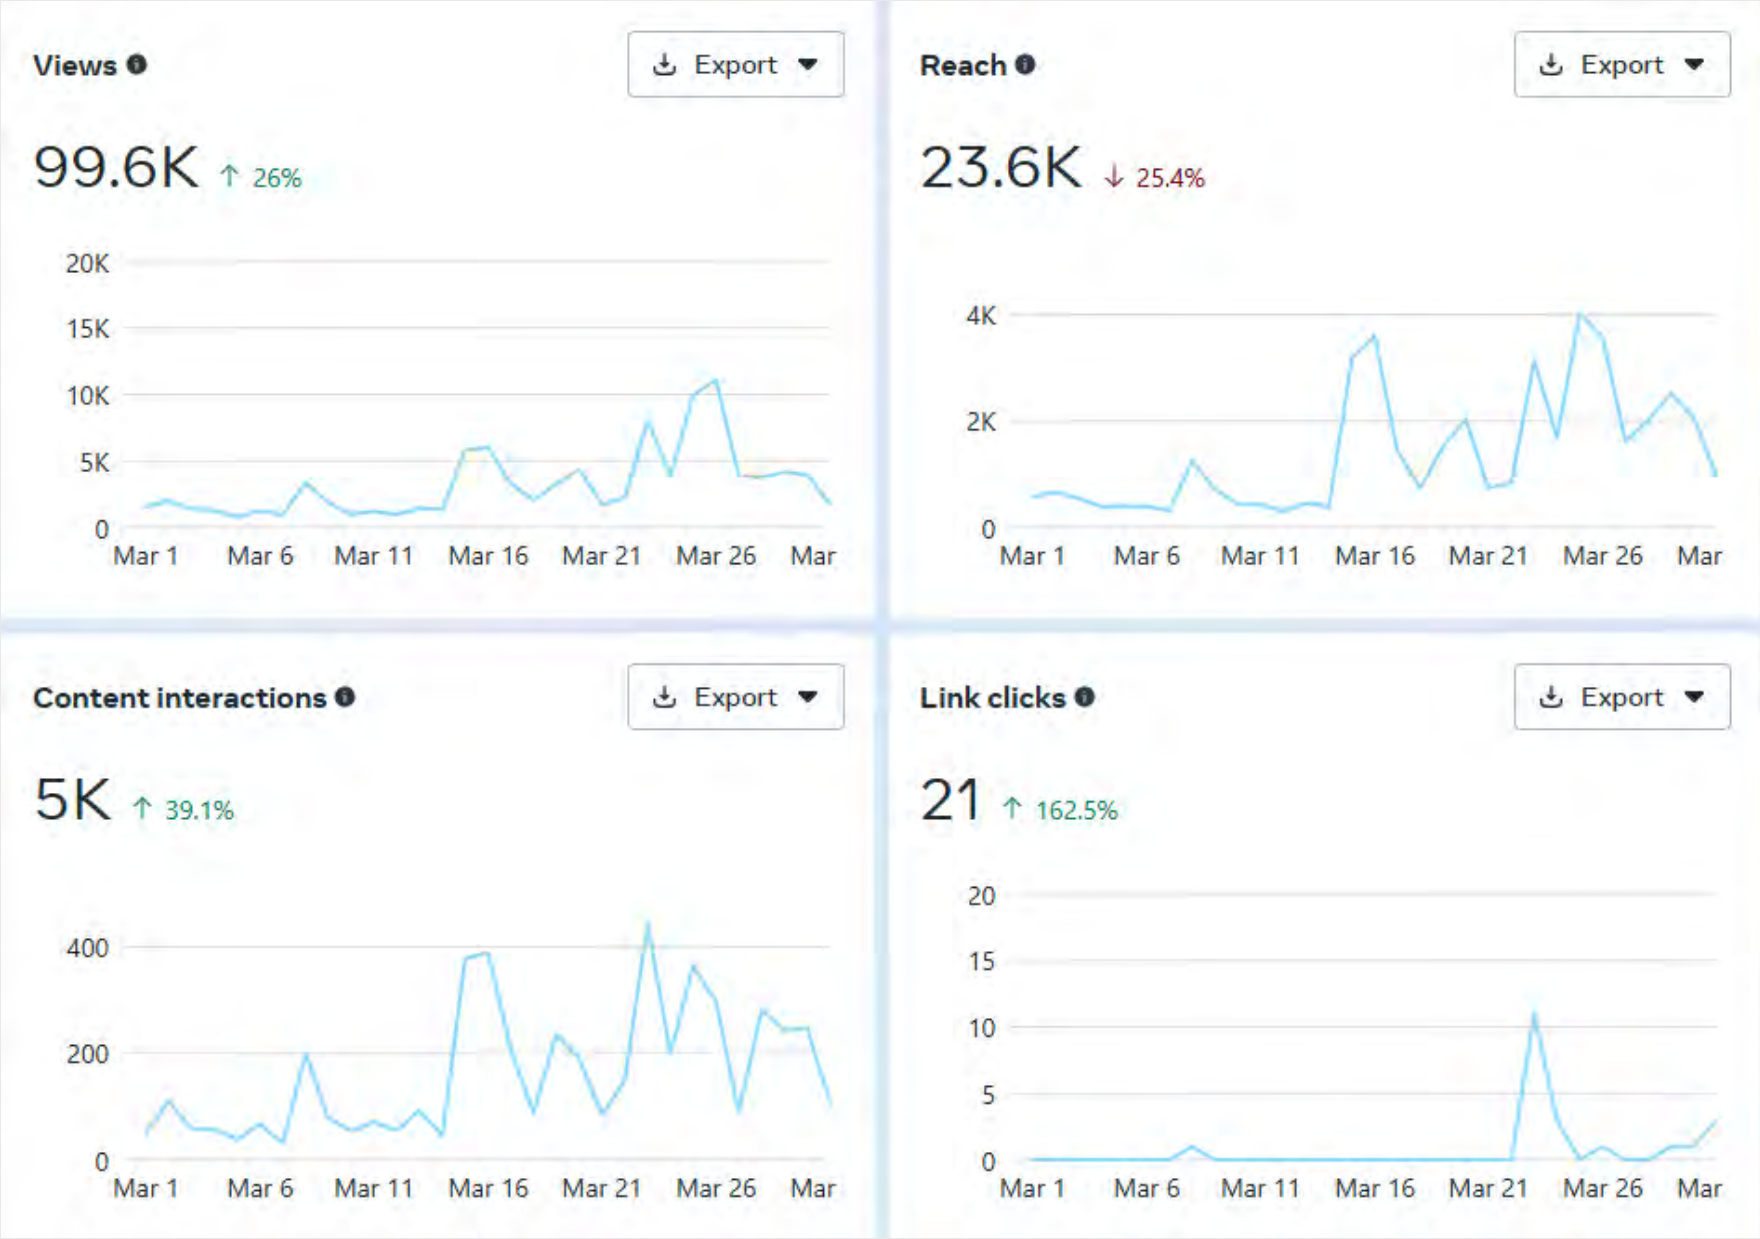 Views
Export
99.6K ↑ 26%
20K
15K
10K
5K
0
Mar 1 Mar 6 Mar 11 Mar 16 Mar 21 Mar 26 Mar
Reach
Export
23.6K ↓ 25.4%
4K
2K
0
Mar 1 Mar 6 Mar 11 Mar 16 Mar 21 Mar 26 Mar
Content interactions
Export
5K ↑ 39.1%
400
200
0
Mar 1 Mar 6 Mar 11 Mar 16 Mar 21 Mar 26 Mar
Link clicks
Export
21 ↑ 162.5%
20
15
10
5
0
Mar 1 Mar 6 Mar 11 Mar 16 Mar 21 Mar 26 Mar